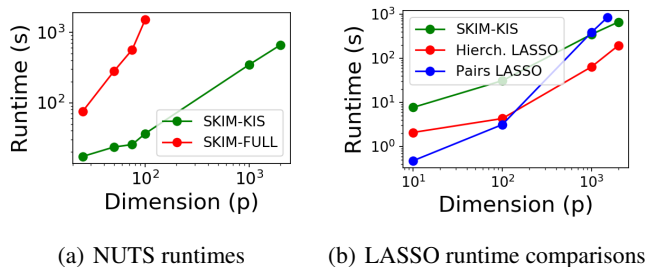 Runtime (s)
10³
10²
SKIM-KIS
SKIM-FULL
10²
10³
Dimension (p)
(a) NUTS runtimes
Runtime (s)
10³
10²
10¹
10⁰
SKIM-KIS
Hierch. LASSO
Pairs LASSO
10¹
10²
10³
Dimension (p)
(b) LASSO runtime comparisons